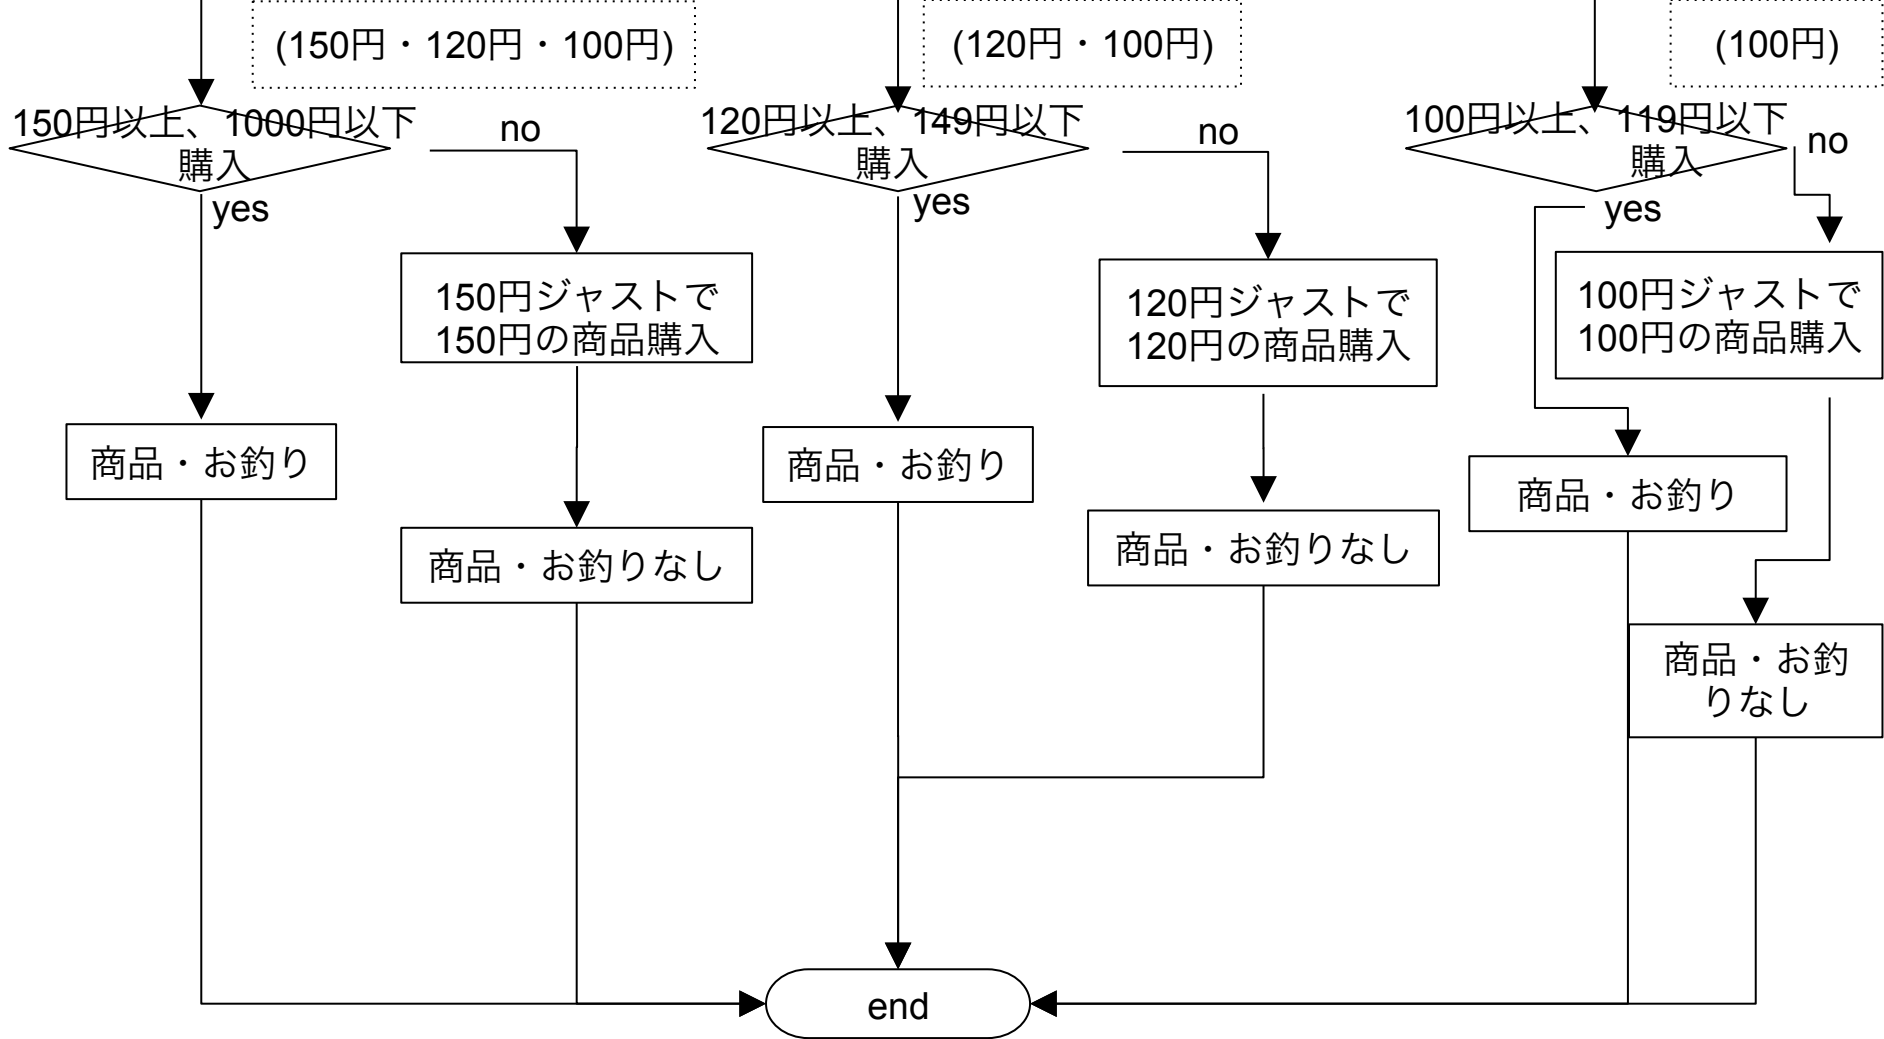 (150円・120円・100円)
(120円・100円)
(100円)
150円以上、1000円以下
購入
no
yes
120円以上、149円以下
購入
no
yes
100円以上、119円以下
購入
no
yes
150円ジャストで
150円の商品購入
120円ジャストで
120円の商品購入
100円ジャストで
100円の商品購入
商品・お釣り
商品・お釣り
商品・お釣り
商品・お釣りなし
商品・お釣りなし
商品・お釣
りなし
end